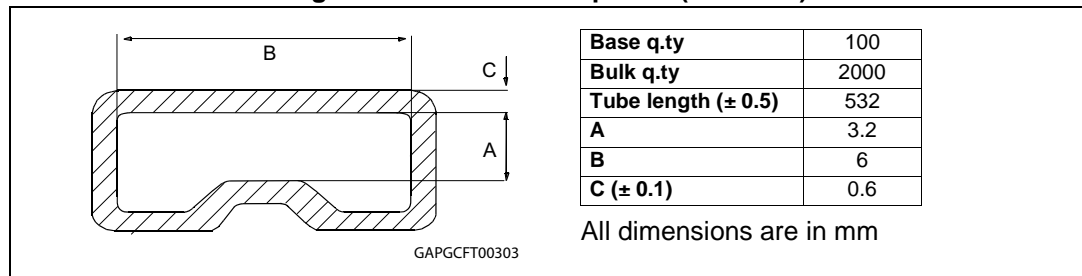 B
C
A
GAPGCFT00303
Base q.ty 100
Bulk q.ty 2000
Tube length (± 0.5) 532
A 3.2
B 6
C (± 0.1) 0.6
All dimensions are in mm